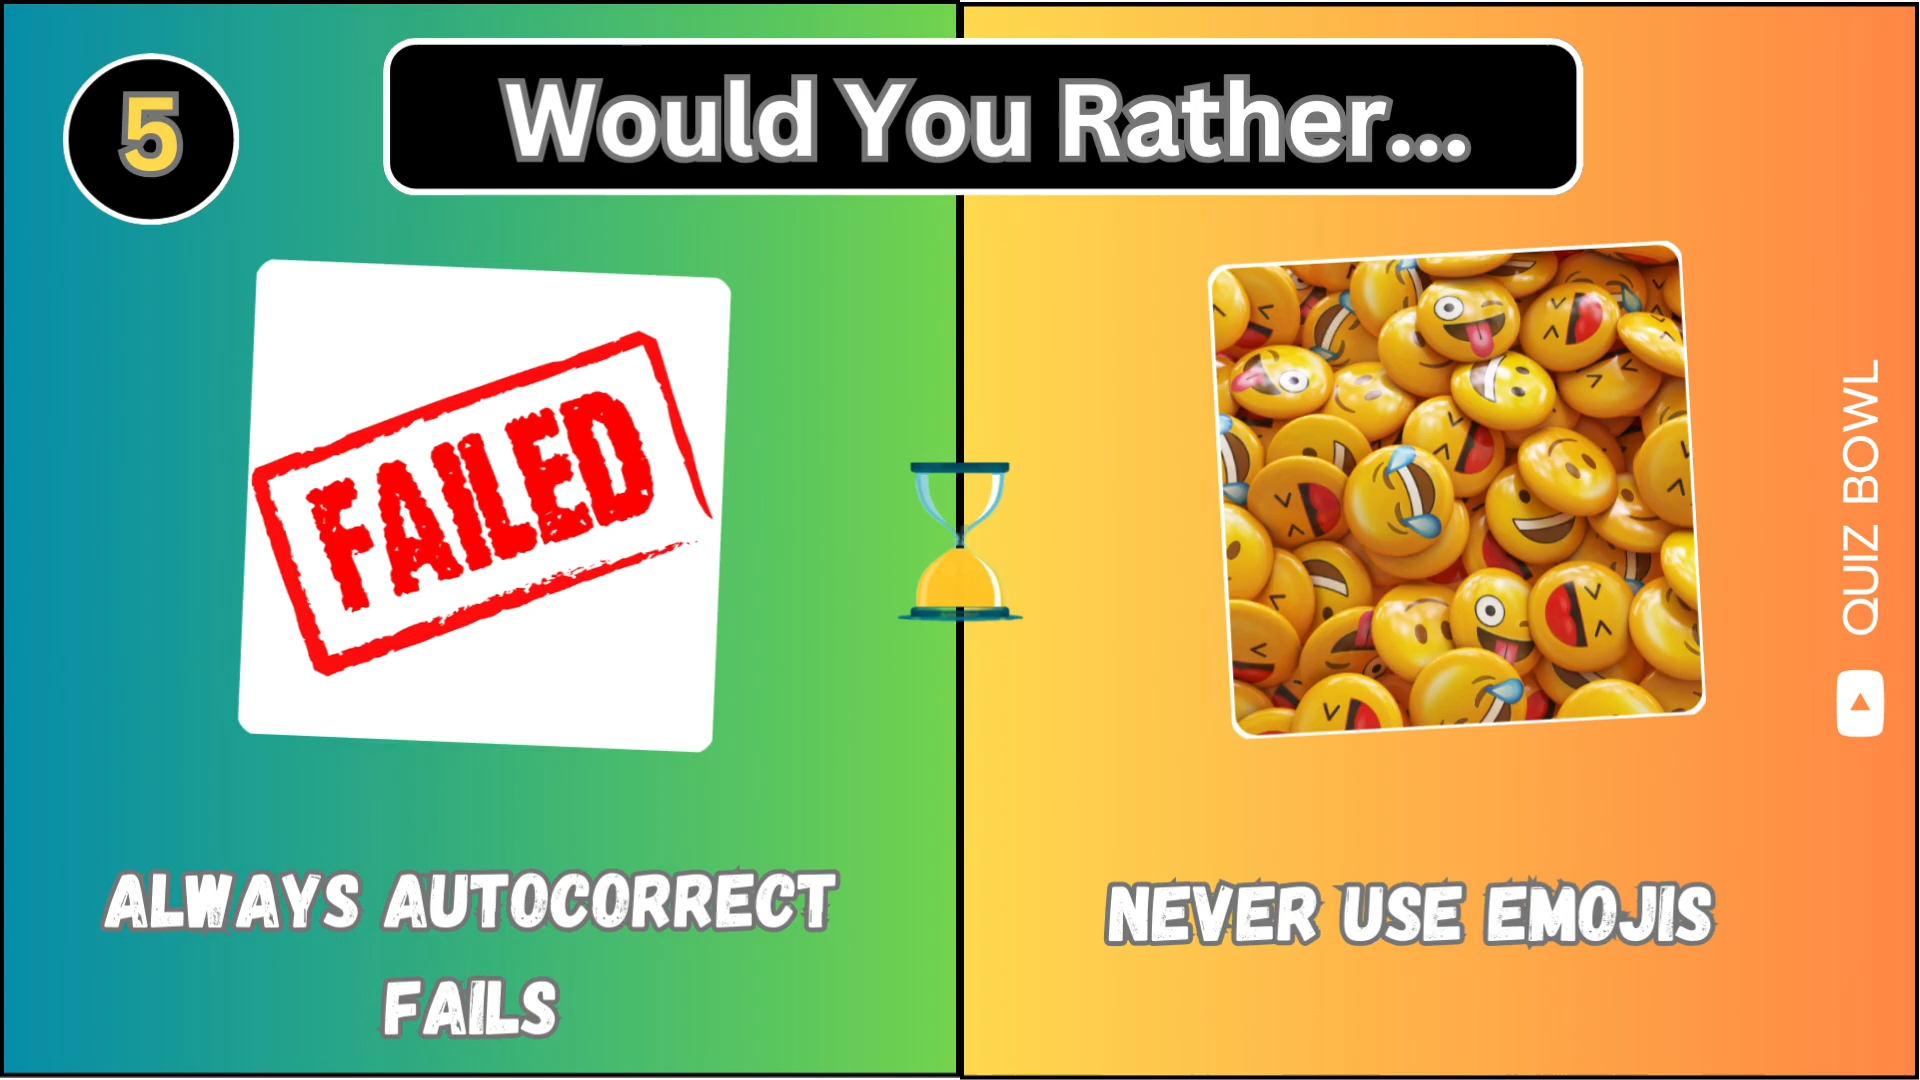 5
Would You Rather...
FAILED
ALWAYS AUTOCORRECT
FAILS
NEVER USE EMOJIS
QUIZ BOWL